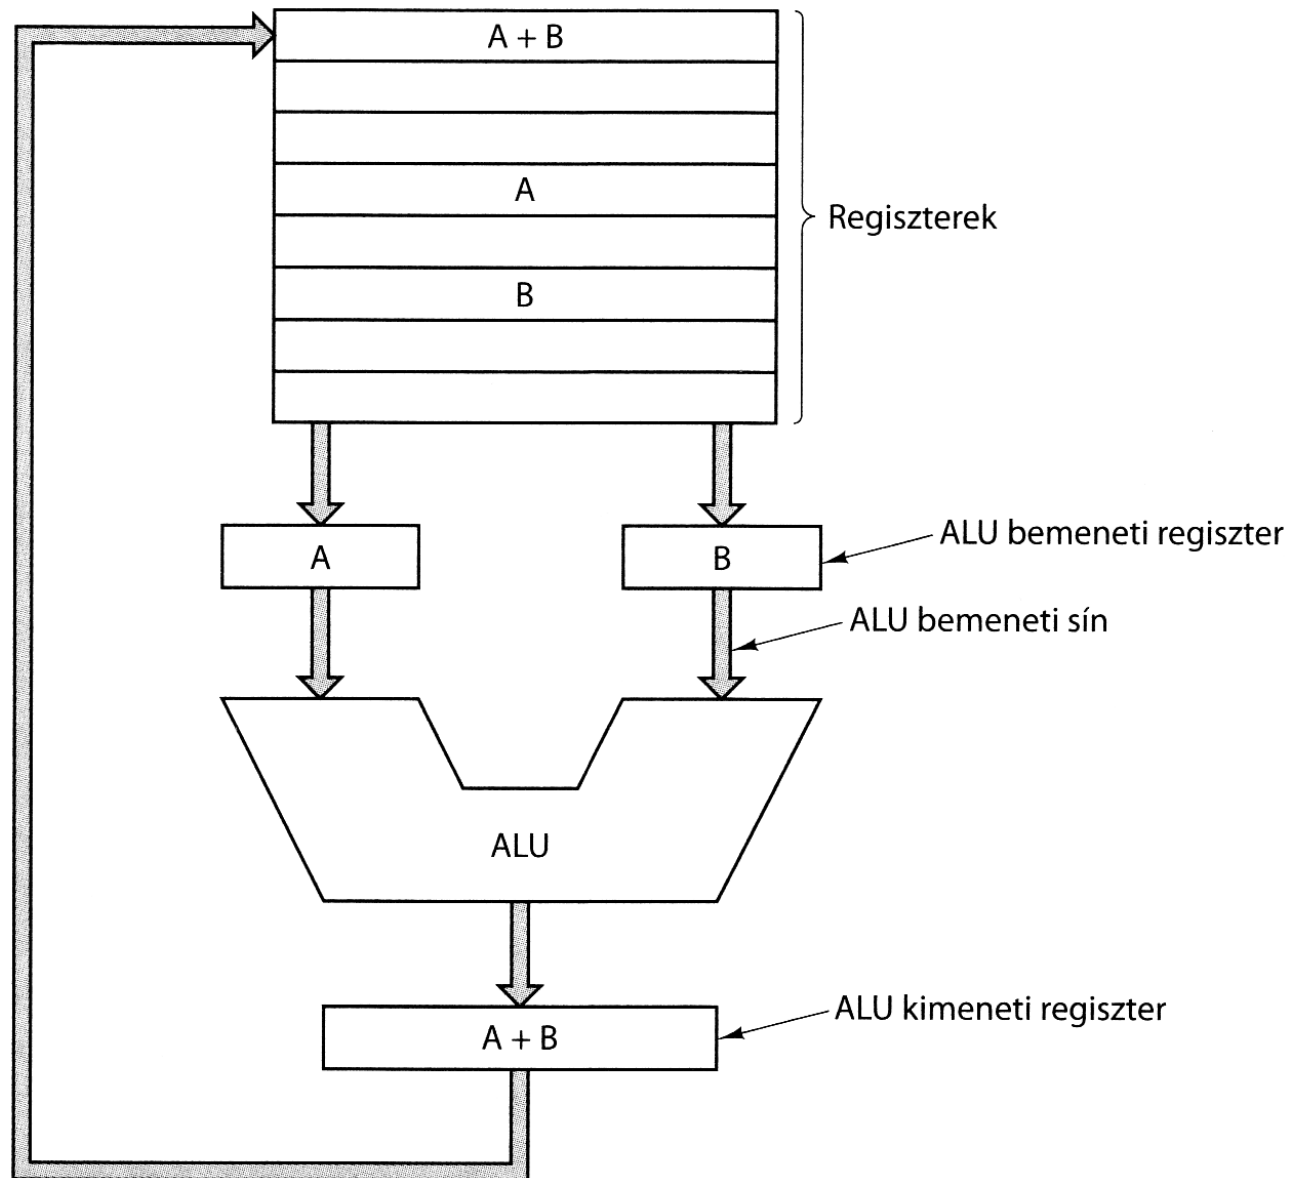 A + B
A
Regiszterek
B
A
B
ALU bemeneti regiszter
ALU bemeneti sín
ALU
ALU kimeneti regiszter
A + B